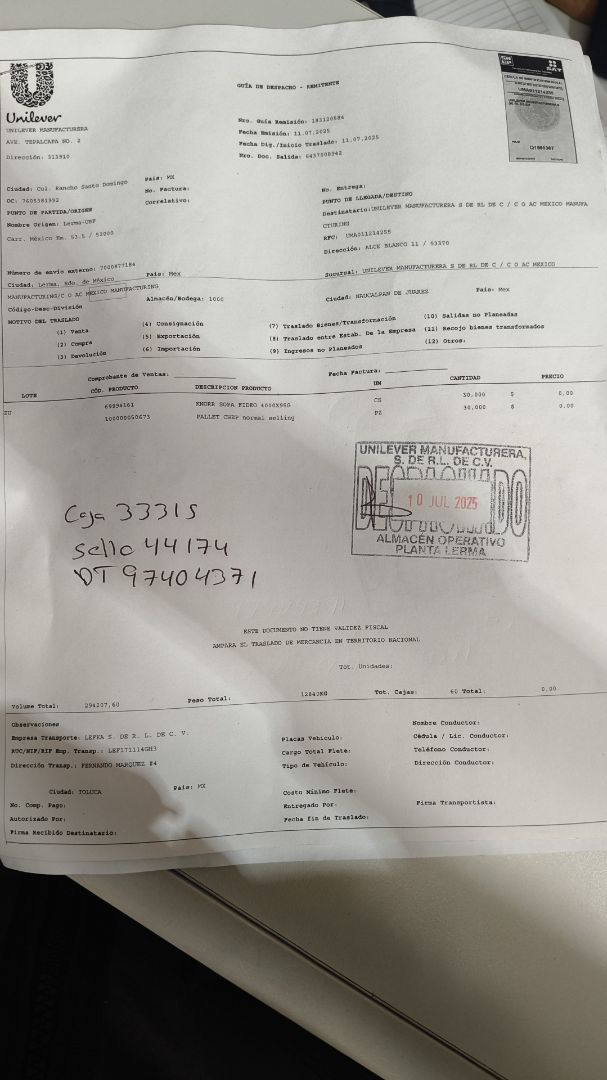 Unilever
UNILEVER MANUFACTURERA
AVE. TEPALCAPA NO. 2
Dirección: 313910
GUÍA DE DESPACHO - REMITENTE
Nro. Guía Remisión: 183120584
Fecha Emisión: 11.07.2025
Fecha Dig./Inicio Traslado: 11.07.2025
Nro. Doc. Salida: 6437008942
Ciudad: Col. Rancho Santo Domingo
País: MX
OC: 7605381992
No. Factura:
Correlativo:
PUNTO DE PARTIDA/ORIGEN
Nombre Origen: Lerma-UHF
Carr. México Km. 53.5 / 52000
No. Entrega:
PUNTO DE LLEGADA/DESTINO
Destinatario:UNILEVER MANUFACTURERA S DE RL DE C / C O AC MEXICO MANUFA
CTURING
RFC: UMA011214255
Dirección: ALCE BLANCO 11 / 53370
Número de envío externo: 7000877184
Ciudad: Lerma, Edo. de México
País: Mex
Sucursal: UNILEVER MANUFACTURERA S DE RL DE C / C O AC MEXICO
MANUFACTURING/C O AC MEXICO MANUFACTURING
Código-Desc-División
Almacén/Bodega: 1000
Ciudad: NAUCALPAN DE JUAREZ
País: Mex
MOTIVO DEL TRASLADO
(1) Venta
(2) Compra
(3) Devolución
(4) Consignación
(5) Exportación
(6) Importación
(7) Traslado Bienes/Transformación
(8) Traslado entre Estab. De la Empresa
(9) Ingresos no Planeados
(10) Salidas no Planeadas
(11) Recojo bienes transformados
(12) Otros:
Comprobante de Ventas:
Fecha Factura:
LOTE CÓD. PRODUCTO DESCRIPCION PRODUCTO UM CANTIDAD PRECIO
69994161 KNORR SOPA FIDEO 4000X95G CS 30,000 S 0,00
ZU 100000050673 PALLET CHEP normal selling PZ 30,000 S 0.00
UNILEVER MANUFACTURERA,
S. DE R.L. DE C.V.
10 JUL 2025
ALMACÉN OPERATIVO
PLANTA LERMA
Caja 3331S
Sello 44174
DT 97404371
ESTE DOCUMENTO NO TIENE VALIDEZ FISCAL
AMPARA EL TRASLADO DE MERCANCIA EN TERRITORIO NACIONAL
Tot. Unidades:
Volume Total: 294207,60 Peso Total: 12840KG Tot. Cajas: 60 Total: 0,00
Observaciones
Empresa Transporte: LEFKA S. DE R. L. DE C. V.
RUC/NIP/RIF Emp. Transp.: LEF171114GH3
Dirección Transp.: FERNANDO MARQUEZ 84
Ciudad: TOLUCA
País: MX
No. Comp. Pago:
Autorizado Por:
Firma Recibido Destinatario:
Placas Vehículo:
Cargo Total Flete:
Tipo de Vehículo:
Costo Mínimo Flete:
Entregado Por:
Fecha fin de Traslado:
Nombre Conductor:
Cédula / Lic. Conductor:
Teléfono Conductor:
Dirección Conductor:
Firma Transportista: